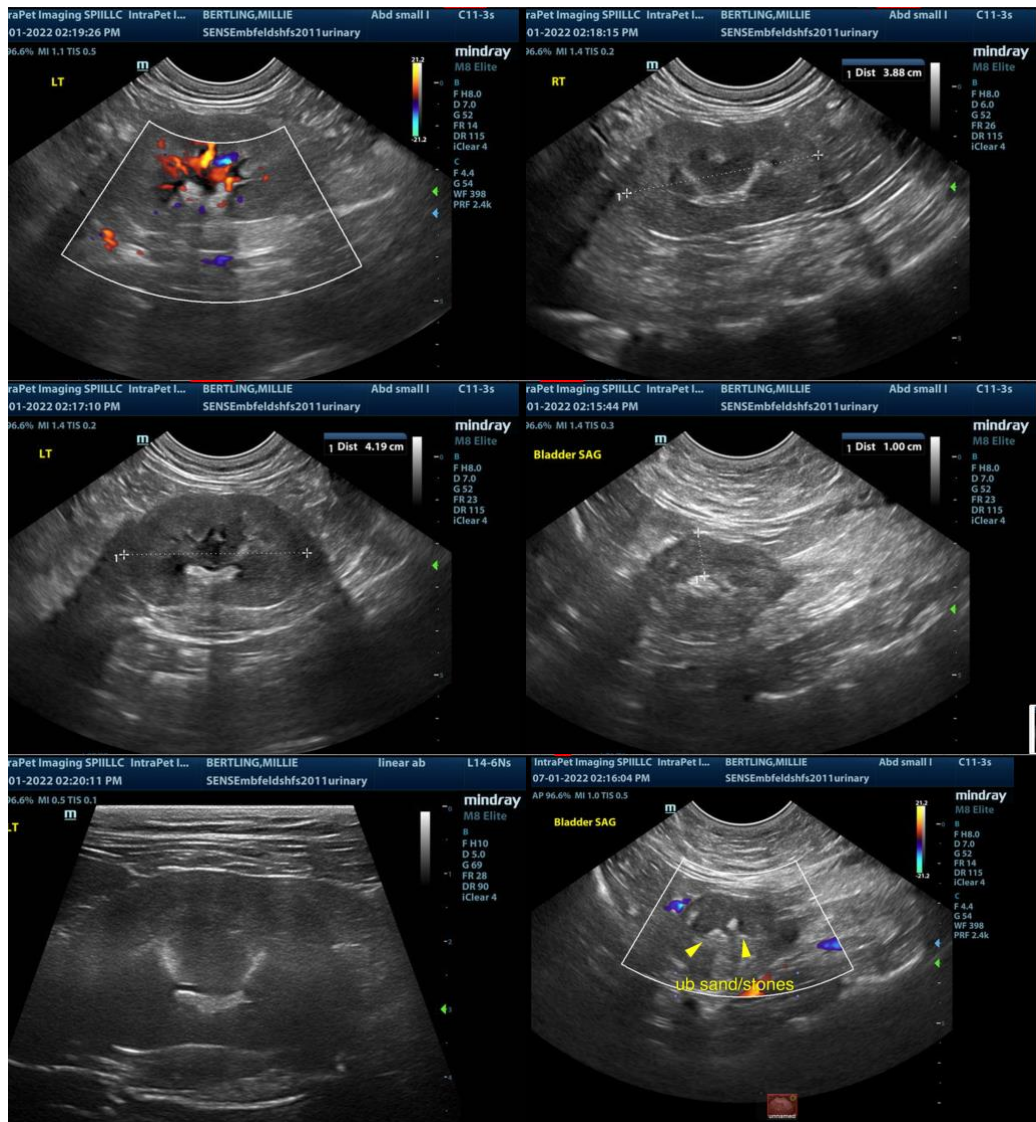 raPet Imaging SPIILLC IntraPet I... BERTLING,MILLIE Abd small I C11-3s
01-2022 02:19:26 PM SENSEmbfeldshfs2011urinary
96.6% MI 1.1 TIS 0.5
mindray
M8 Elite
m
LT
21.2
-21.2
B
F H8.0
D 7.0
G 52
FR 14
DR 115
iClear 4
C
F 4.4
G 54
WF 398
PRF 2.4k
raPet Imaging SPIILLC IntraPet I... BERTLING,MILLIE Abd small I C11-3s
01-2022 02:18:15 PM SENSEmbfeldshfs2011urinary
96.6% MI 1.4 TIS 0.2
mindray
M8 Elite
m
RT
1 Dist 3.88 cm
1
B
F H8.0
D 6.0
G 52
FR 26
DR 115
iClear 4
raPet Imaging SPIILLC IntraPet I... BERTLING,MILLIE Abd small I C11-3s
01-2022 02:17:10 PM SENSEmbfeldshfs2011urinary
96.6% MI 1.4 TIS 0.2
mindray
M8 Elite
m
LT
1 Dist 4.19 cm
1
B
F H8.0
D 7.0
G 52
FR 23
DR 115
iClear 4
raPet Imaging SPIILLC IntraPet I... BERTLING,MILLIE Abd small I C11-3s
01-2022 02:15:44 PM SENSEmbfeldshfs2011urinary
96.6% MI 1.4 TIS 0.3
mindray
M8 Elite
m
Bladder SAG
1 Dist 1.00 cm
B
F H8.0
D 7.0
G 52
FR 23
DR 115
iClear 4
raPet Imaging SPIILLC IntraPet I... BERTLING,MILLIE linear ab L14-6Ns
01-2022 02:20:11 PM SENSEmbfeldshfs2011urinary
96.6% MI 0.5 TIS 0.1
mindray
M8 Elite
m
LT
B
F H10
D 5.0
G 69
FR 28
DR 90
iClear 4
IntraPet Imaging SPIILLC IntraPet I... BERTLING,MILLIE Abd small I C11-3s
07-01-2022 02:16:04 PM SENSEmbfeldshfs2011urinary
AP 96.6% MI 1.0 TIS 0.5
mindray
M8 Elite
m
Bladder SAG
21.2
-21.2
B
F H8.0
D 7.0
G 52
FR 14
DR 115
iClear 4
C
F 4.4
G 54
WF 398
PRF 2.4k
ub sand/stones
unnamed